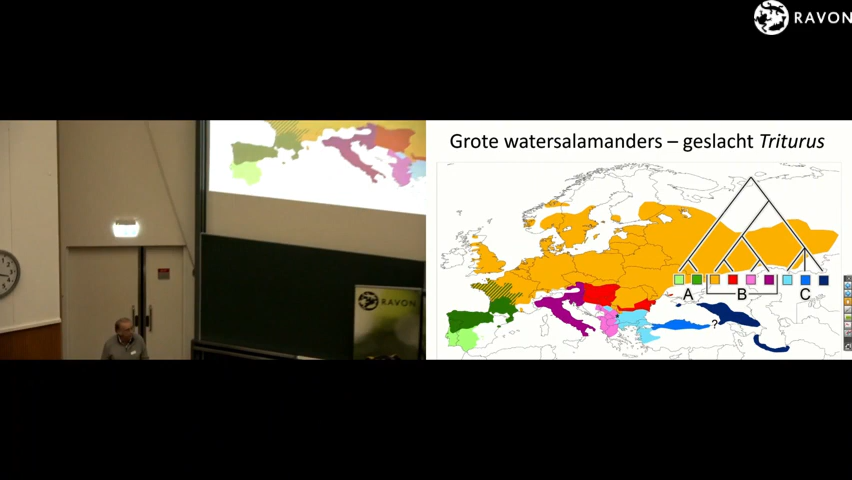 RAVON
Grote watersalamanders – geslacht Triturus
RAVON
A B C
?